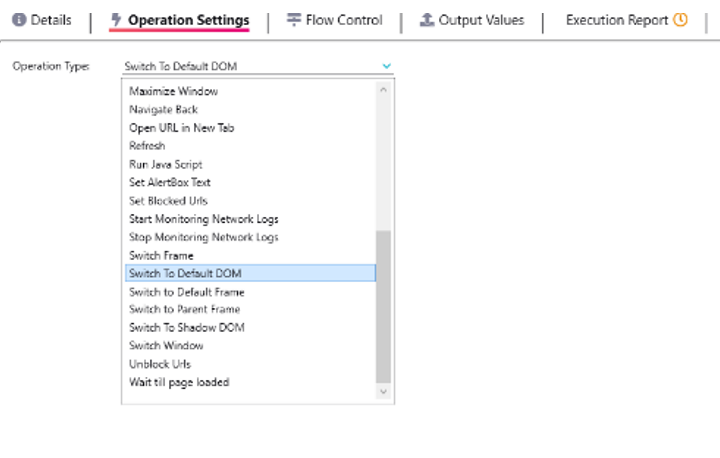 Details | Operation Settings | Flow Control | Output Values | Execution Report |
Operation Type: Switch To Default DOM
Maximize Window
Navigate Back
Open URL in New Tab
Refresh
Run Java Script
Set AlertBox Text
Set Blocked Urls
Start Monitoring Network Logs
Stop Monitoring Network Logs
Switch Frame
Switch To Default DOM
Switch to Default Frame
Switch to Parent Frame
Switch To Shadow DOM
Switch Window
Unblock Urls
Wait till page loaded